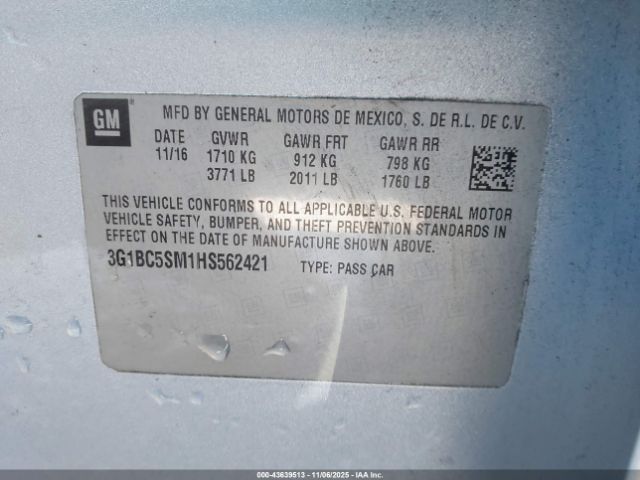 GM
MFD BY GENERAL MOTORS DE MEXICO, S. DE R.L. DE C.V.
DATE GVWR GAWR FRT GAWR RR
11/16 1710 KG 912 KG 798 KG
3771 LB 2011 LB 1760 LB
THIS VEHICLE CONFORMS TO ALL APPLICABLE U.S. FEDERAL MOTOR
VEHICLE SAFETY, BUMPER, AND THEFT PREVENTION STANDARDS IN
EFFECT ON THE DATE OF MANUFACTURE SHOWN ABOVE.
3G1BC5SM1HS562421 TYPE: PASS CAR
00 - 43639513 - 11/06/2025 - IAA Inc.